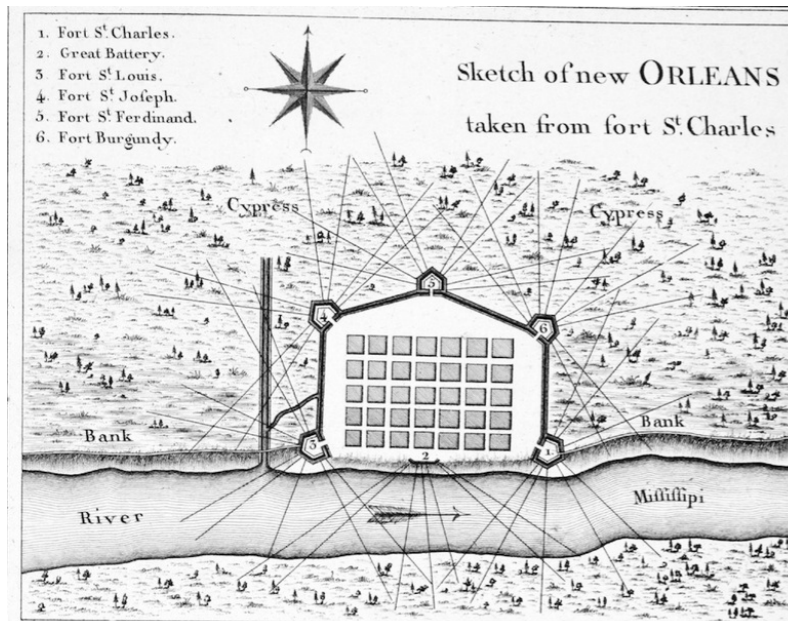 1. Fort St. Charles.
2. Great Battery.
3 Fort St. Louis.
4 Fort St. Joseph.
5 Fort St. Ferdinand.
6. Fort Burgundy.
Sketch of new ORLEANS
taken from fort St. Charles
Cypress
Cypress
5
4
6
Bank
Bank
3
2
1
River
Miſsiſsipi